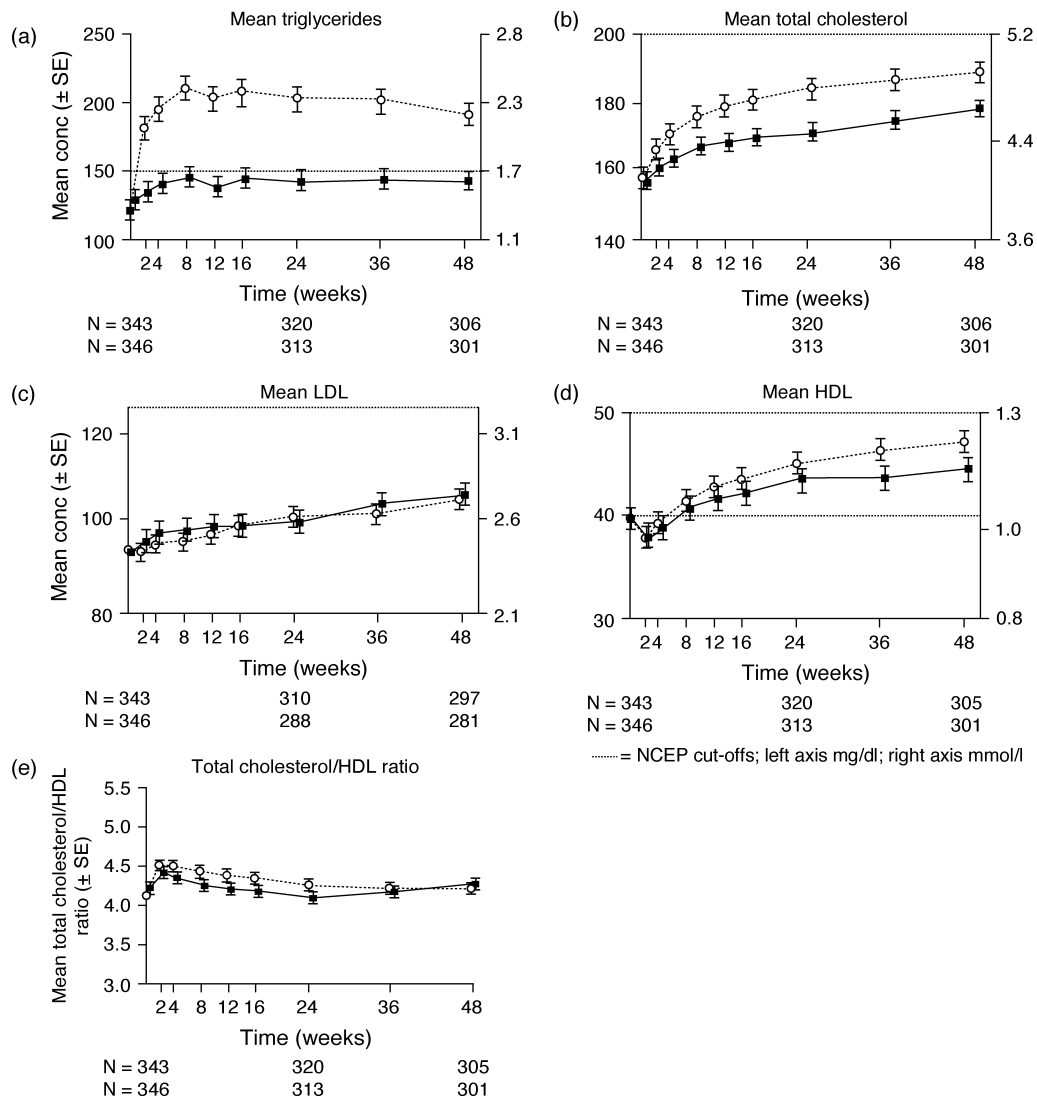 (a)
Mean triglycerides
Mean conc (± SE)
250
200
150
100
2.8
2.3
1.7
1.1
2 4 8 12 16 24 36 48
Time (weeks)
N = 343 320 306
N = 346 313 301
(b)
Mean total cholesterol
200
180
160
140
5.2
4.4
3.6
2 4 8 12 16 24 36 48
Time (weeks)
N = 343 320 306
N = 346 313 301
(c)
Mean LDL
Mean conc (± SE)
120
100
80
3.1
2.6
2.1
2 4 8 12 16 24 36 48
Time (weeks)
N = 343 310 297
N = 346 288 281
(d)
Mean HDL
50
40
30
1.3
1.0
0.8
2 4 8 12 16 24 36 48
Time (weeks)
N = 343 320 305
N = 346 313 301
= NCEP cut-offs; left axis mg/dl; right axis mmol/l
(e)
Total cholesterol/HDL ratio
Mean total cholesterol/HDL
ratio (± SE)
5.5
5.0
4.5
4.0
3.5
3.0
2 4 8 12 16 24 36 48
Time (weeks)
N = 343 320 305
N = 346 313 301